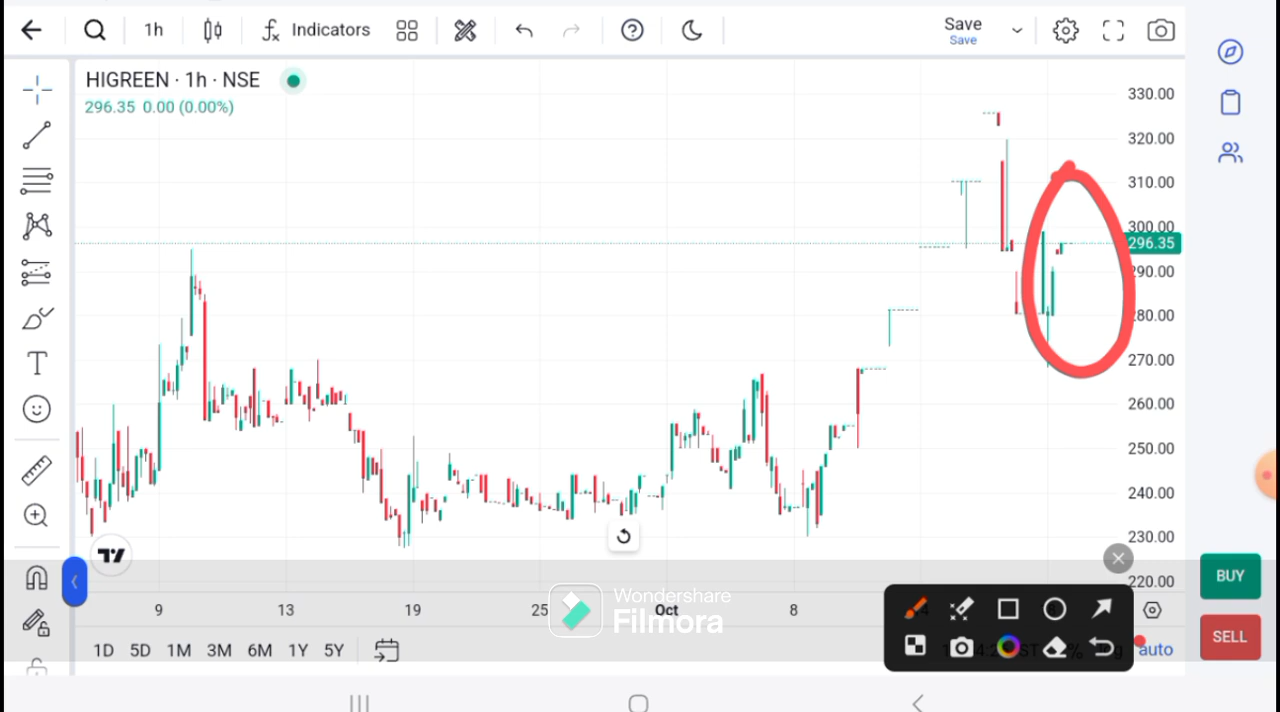 1h
Indicators
Save
Save
HIGREEN · 1h · NSE
296.35 0.00 (0.00%)
330.00
320.00
310.00
300.00
296.35
290.00
280.00
270.00
260.00
250.00
240.00
230.00
220.00
9
13
19
25
Oct
8
Wondershare
Filmora
BUY
SELL
1D 5D 1M 3M 6M 1Y 5Y
auto